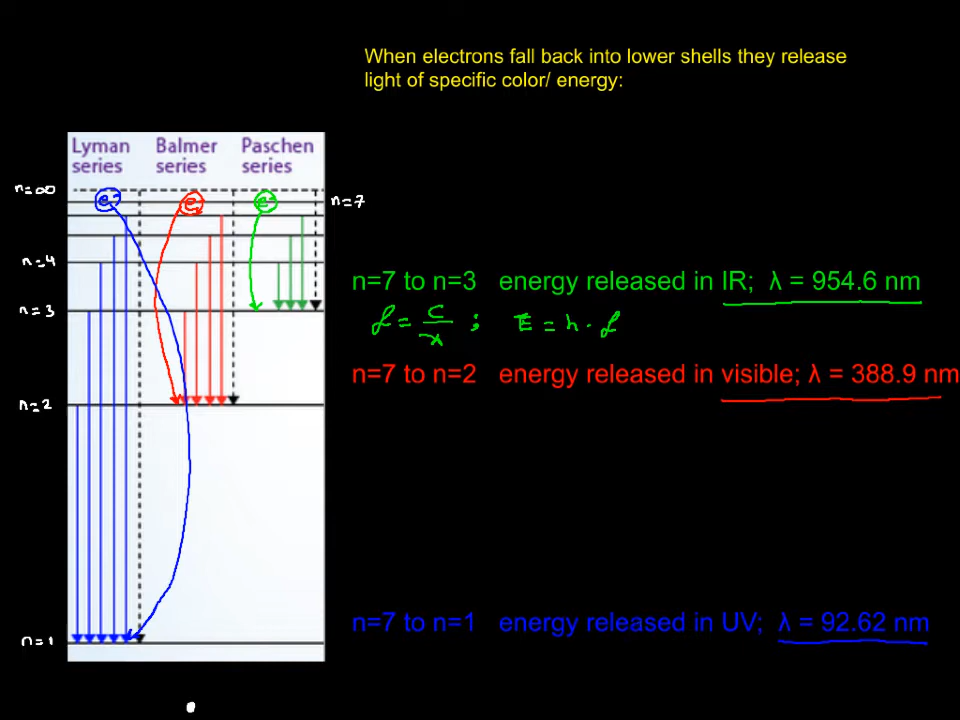 When electrons fall back into lower shells they release
light of specific color/ energy:
Lyman series
Balmer series
Paschen series
n=∞
n=7
n=4
n=3
n=2
n=1
e-
e-
e-
n=7 to n=3 energy released in IR; λ = 954.6 nm
f = c/λ ; E = h · f
n=7 to n=2 energy released in visible; λ = 388.9 nm
n=7 to n=1 energy released in UV; λ = 92.62 nm